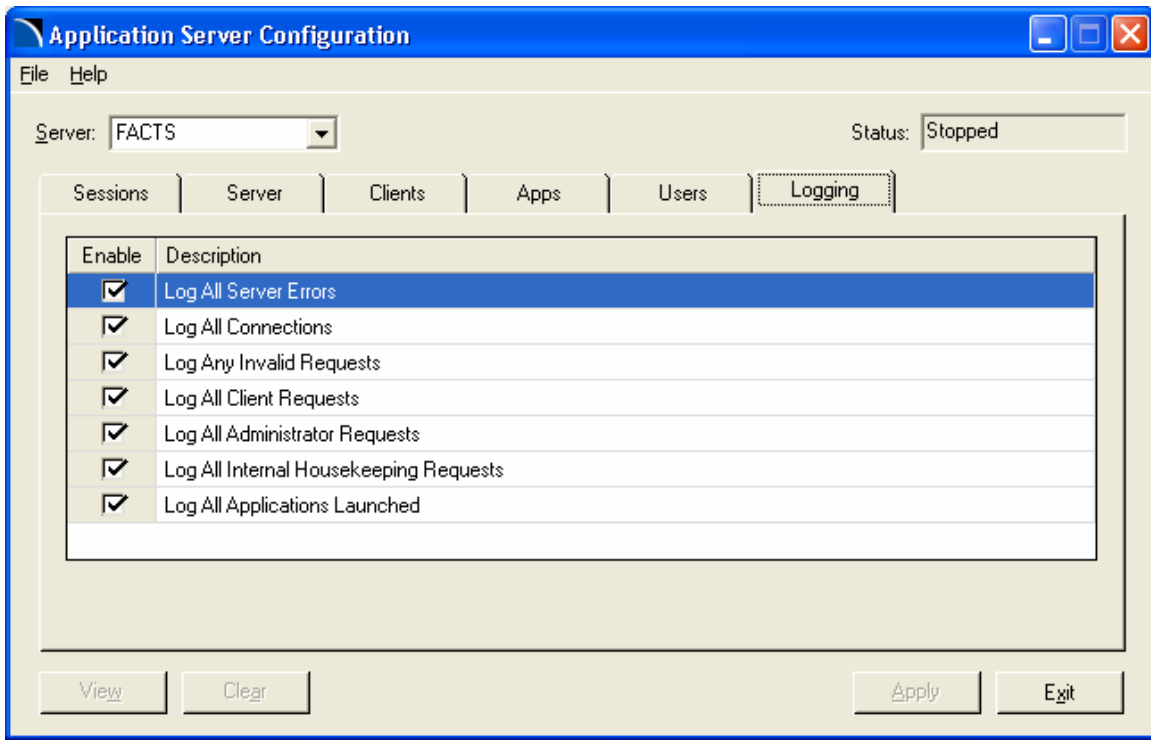 Application Server Configuration
File Help
Server: FACTS Status: Stopped
Sessions Server Clients Apps Users Logging
Enable Description
Log All Server Errors
Log All Connections
Log Any Invalid Requests
Log All Client Requests
Log All Administrator Requests
Log All Internal Housekeeping Requests
Log All Applications Launched
View Clear Apply Exit